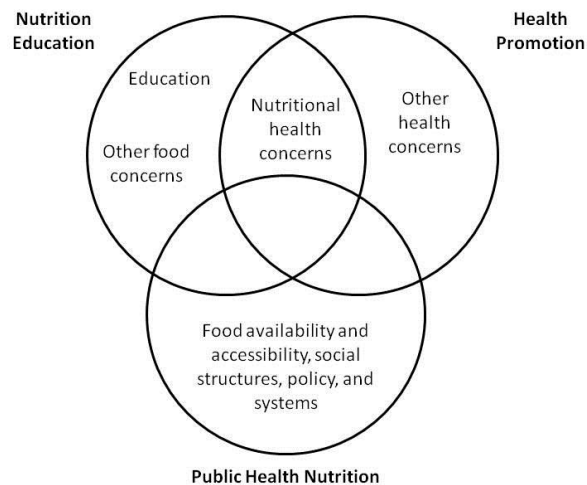 Nutrition
Education
Health
Promotion
Education
Other food
concerns
Nutritional
health
concerns
Other
health
concerns
Food availability and
accessibility, social
structures, policy, and
systems
Public Health Nutrition